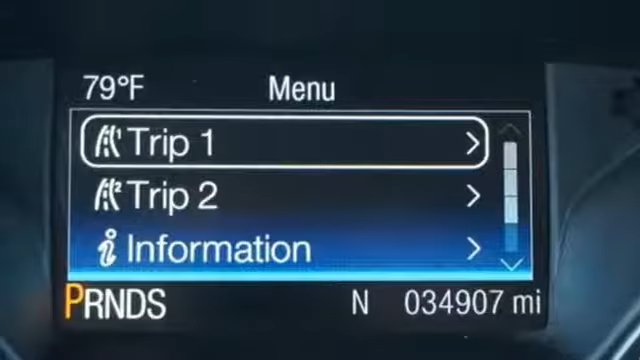 79°F Menu
Trip 1
Trip 2
Information
PRNDS N 034907 mi